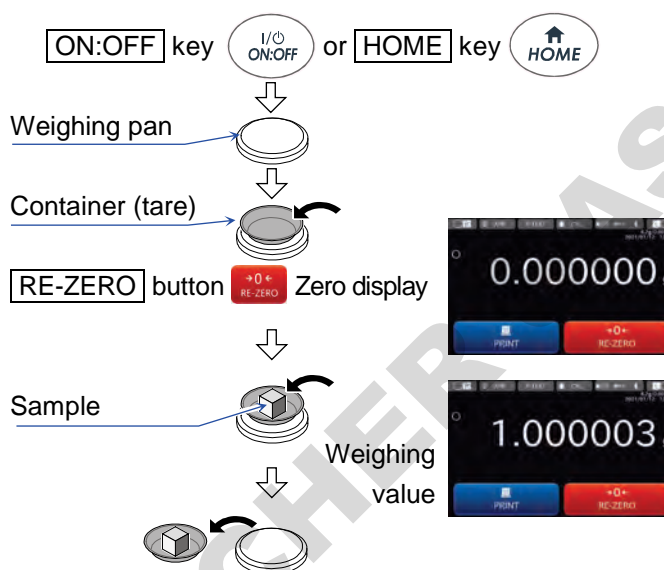 ON:OFF key I/⏻ ON:OFF or HOME key HOME
Weighing pan
Container (tare)
RE-ZERO button →0← RE-ZERO Zero display
0.000000
PRINT →0← RE-ZERO
Sample
Weighing value
1.000003
PRINT →0← RE-ZERO